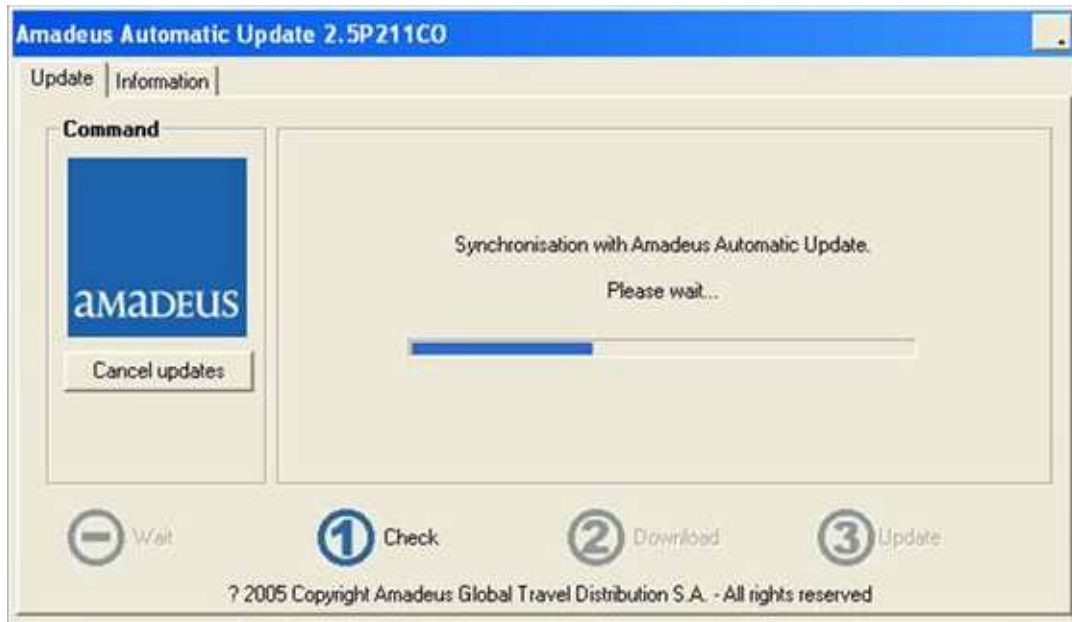 Amadeus Automatic Update 2.5P211CO
Update Information
Command
amadeus
Cancel updates
Synchronisation with Amadeus Automatic Update.
Please wait...
Wait 1 Check 2 Download 3 Update
? 2005 Copyright Amadeus Global Travel Distribution S.A. - All rights reserved